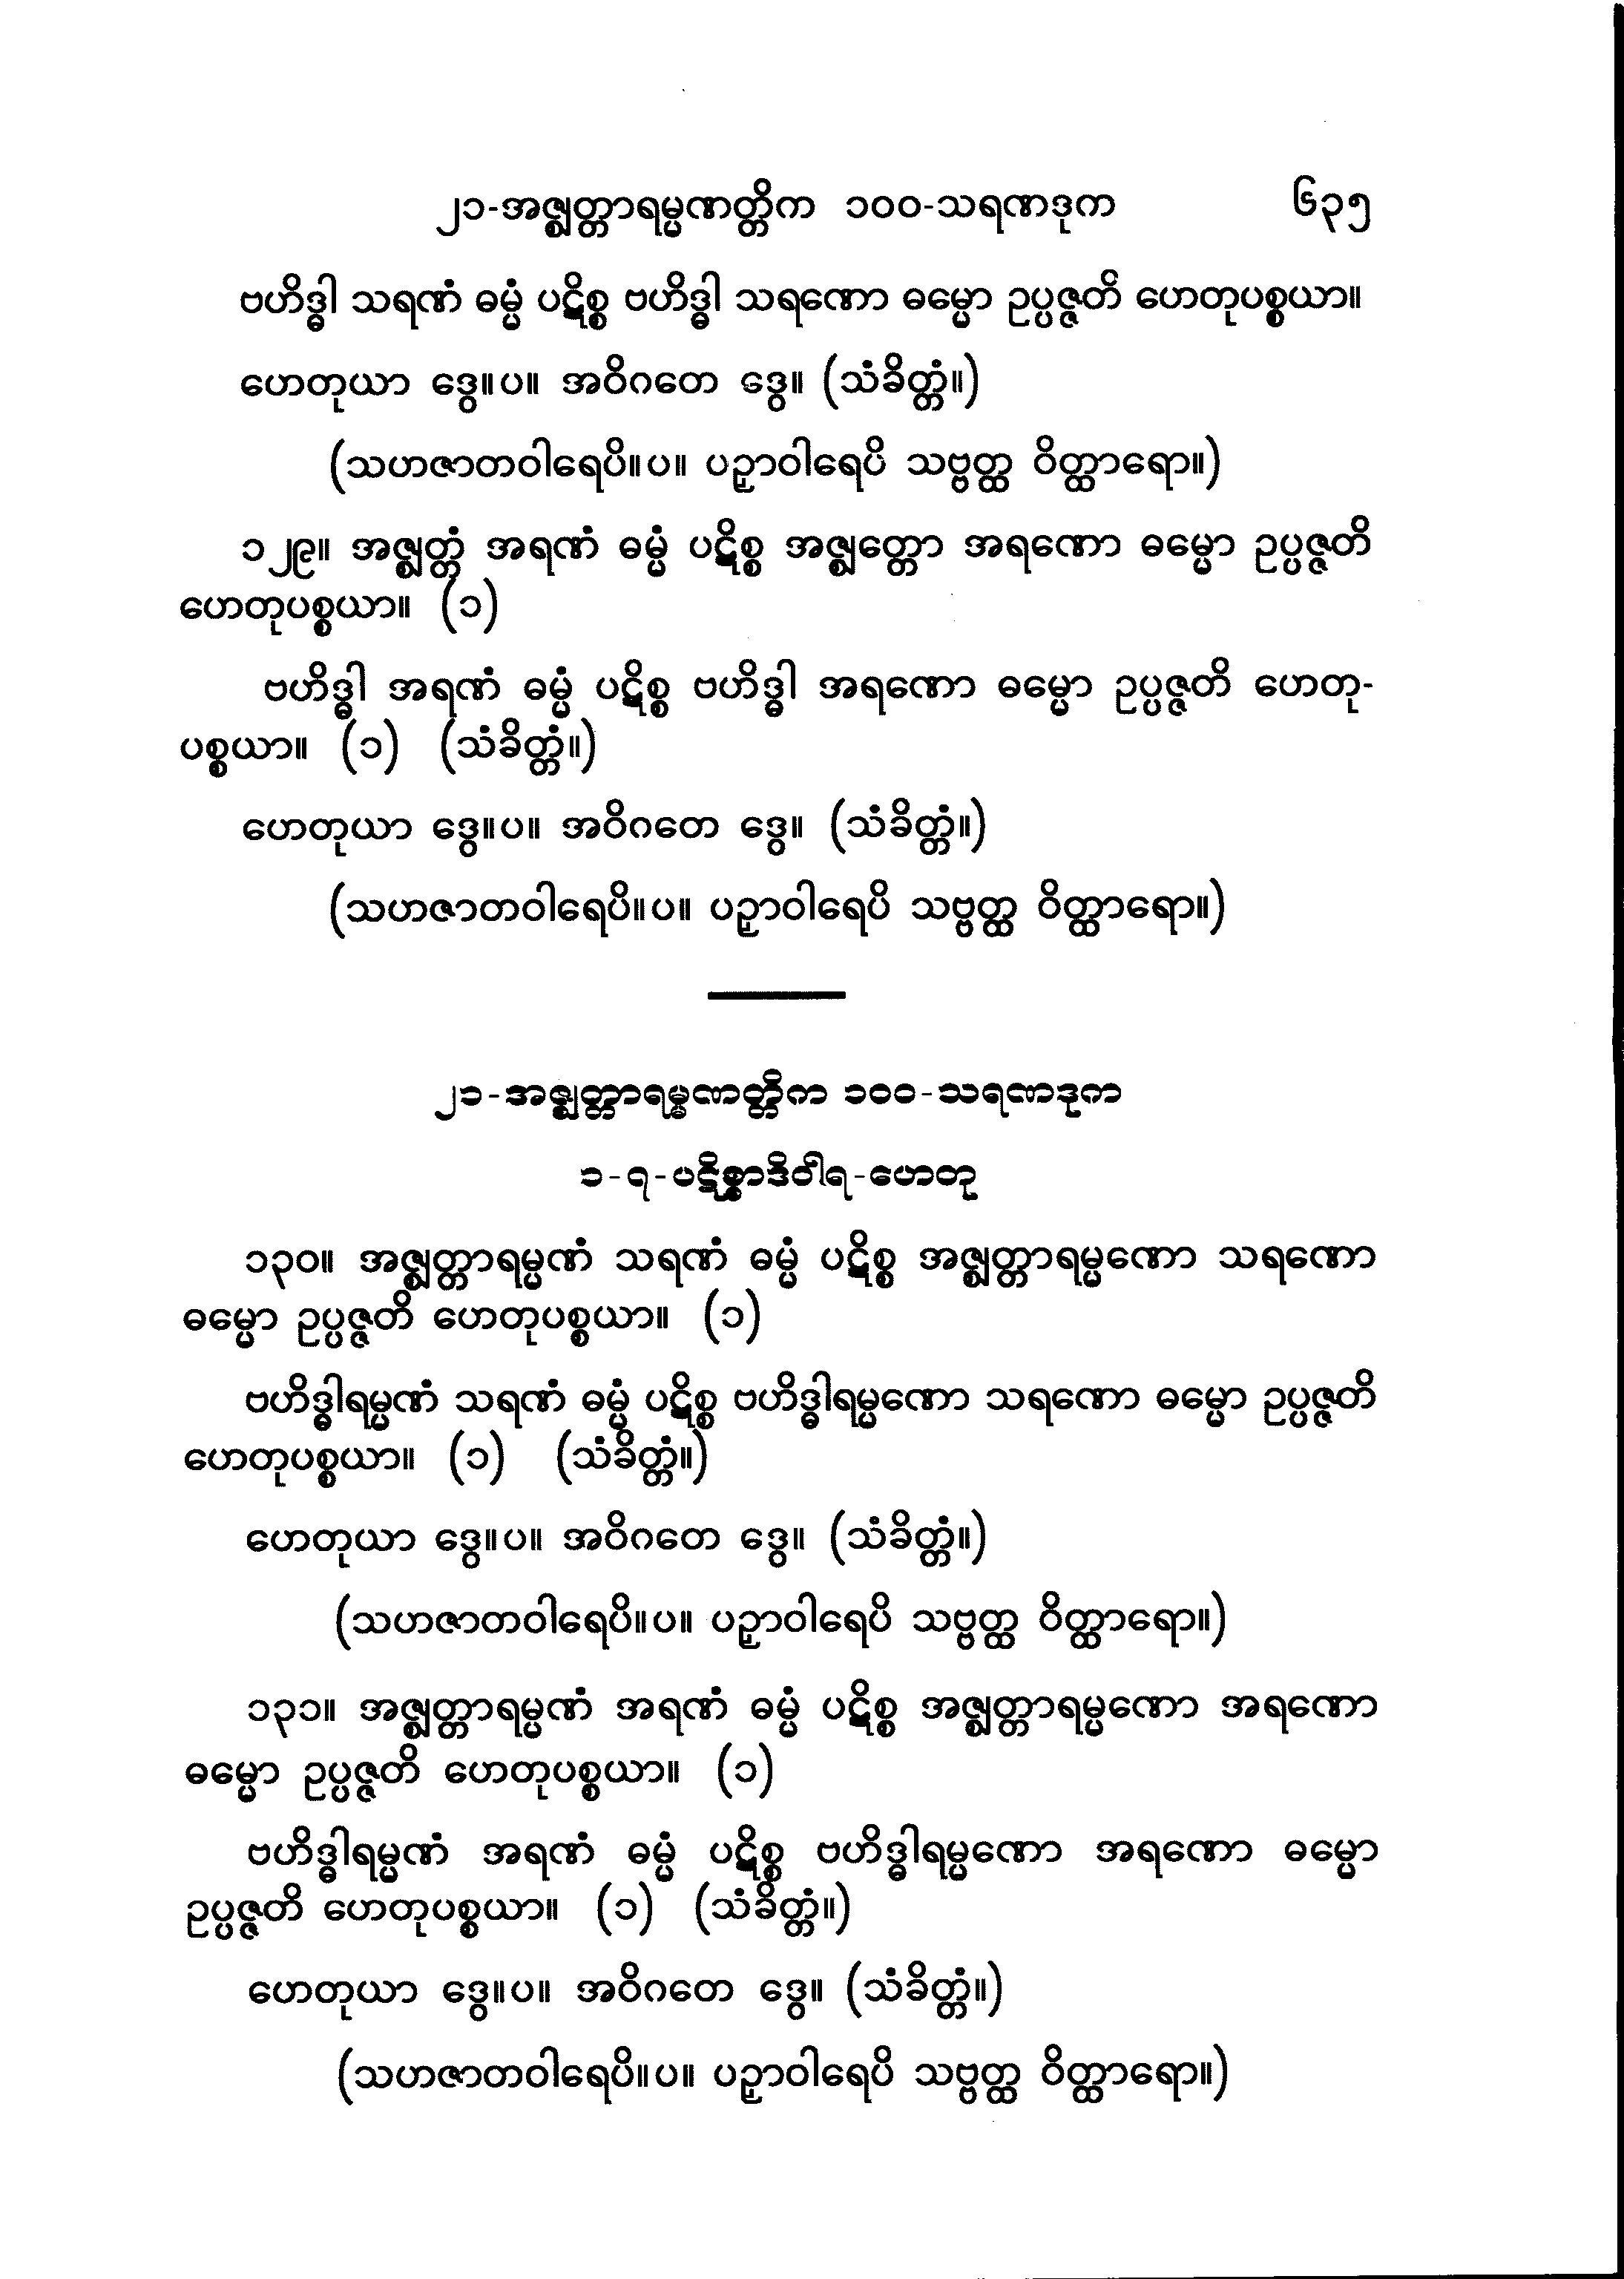 ၂၁-အဇ္ဈတ္တာရမ္မဏတ္တိက ၁၀၀-သရဏဒုက ၆၃၅
ဗဟိဒ္ဓါ သရဏံ ဓမ္မံ ပဋိစ္စ ဗဟိဒ္ဓါ သရဏော ဓမ္မော ဥပ္ပဇ္ဇတိ ဟေတုပစ္စယာ။
ဟေတုယာ ဒွေ။ပ။ အဝိဂတေ ဒွေ။ (သံခိတ္တံ။)
(သဟဇာတဝါရေပိ။ပ။ ပဉှာဝါရေပိ သဗ္ဗတ္ထ ဝိတ္ထာရော။)
၁၂၉။ အဇ္ဈတ္တံ အရဏံ ဓမ္မံ ပဋိစ္စ အဇ္ဈတ္တော အရဏော ဓမ္မော ဥပ္ပဇ္ဇတိ
ဟေတုပစ္စယာ။ (၁)
ဗဟိဒ္ဓါ အရဏံ ဓမ္မံ ပဋိစ္စ ဗဟိဒ္ဓါ အရဏော ဓမ္မော ဥပ္ပဇ္ဇတိ ဟေတု-
ပစ္စယာ။ (၁) (သံခိတ္တံ။)
ဟေတုယာ ဒွေ။ပ။ အဝိဂတေ ဒွေ။ (သံခိတ္တံ။)
(သဟဇာတဝါရေပိ။ပ။ ပဉှာဝါရေပိ သဗ္ဗတ္ထ ဝိတ္ထာရော။)
၂၁-အဇ္ဈတ္တာရမ္မဏတ္တိက ၁၀၀-သရဏဒုက
၁-၇-ပဋိစ္စာဒိဝါရ-ဟေတု
၁၃၀။ အဇ္ဈတ္တာရမ္မဏံ သရဏံ ဓမ္မံ ပဋိစ္စ အဇ္ဈတ္တာရမ္မဏော သရဏော
ဓမ္မော ဥပ္ပဇ္ဇတိ ဟေတုပစ္စယာ။ (၁)
ဗဟိဒ္ဓါရမ္မဏံ သရဏံ ဓမ္မံ ပဋိစ္စ ဗဟိဒ္ဓါရမ္မဏော သရဏော ဓမ္မော ဥပ္ပဇ္ဇတိ
ဟေတုပစ္စယာ။ (၁) (သံခိတ္တံ။)
ဟေတုယာ ဒွေ။ပ။ အဝိဂတေ ဒွေ။ (သံခိတ္တံ။)
(သဟဇာတဝါရေပိ။ပ။ ပဉှာဝါရေပိ သဗ္ဗတ္ထ ဝိတ္ထာရော။)
၁၃၁။ အဇ္ဈတ္တာရမ္မဏံ အရဏံ ဓမ္မံ ပဋိစ္စ အဇ္ဈတ္တာရမ္မဏော အရဏော
ဓမ္မော ဥပ္ပဇ္ဇတိ ဟေတုပစ္စယာ။ (၁)
ဗဟိဒ္ဓါရမ္မဏံ အရဏံ ဓမ္မံ ပဋိစ္စ ဗဟိဒ္ဓါရမ္မဏော အရဏော ဓမ္မော
ဥပ္ပဇ္ဇတိ ဟေတုပစ္စယာ။ (၁) (သံခိတ္တံ။)
ဟေတုယာ ဒွေ။ပ။ အဝိဂတေ ဒွေ။ (သံခိတ္တံ။)
(သဟဇာတဝါရေပိ။ပ။ ပဉှာဝါရေပိ သဗ္ဗတ္ထ ဝိတ္ထာရော။)